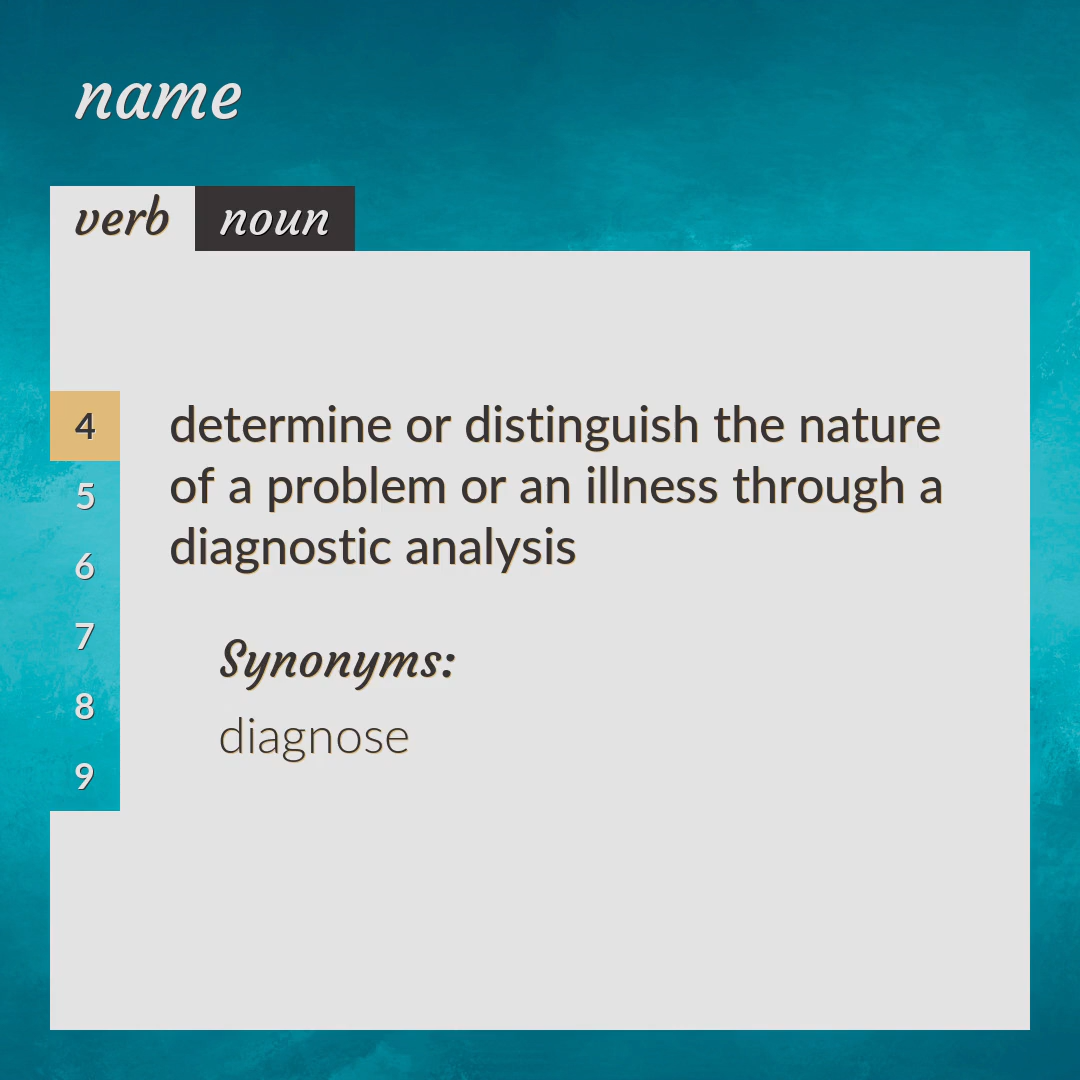 name
verb noun
4
determine or distinguish the nature
of a problem or an illness through a
diagnostic analysis
5
6
7
8
9
Synonyms:
diagnose